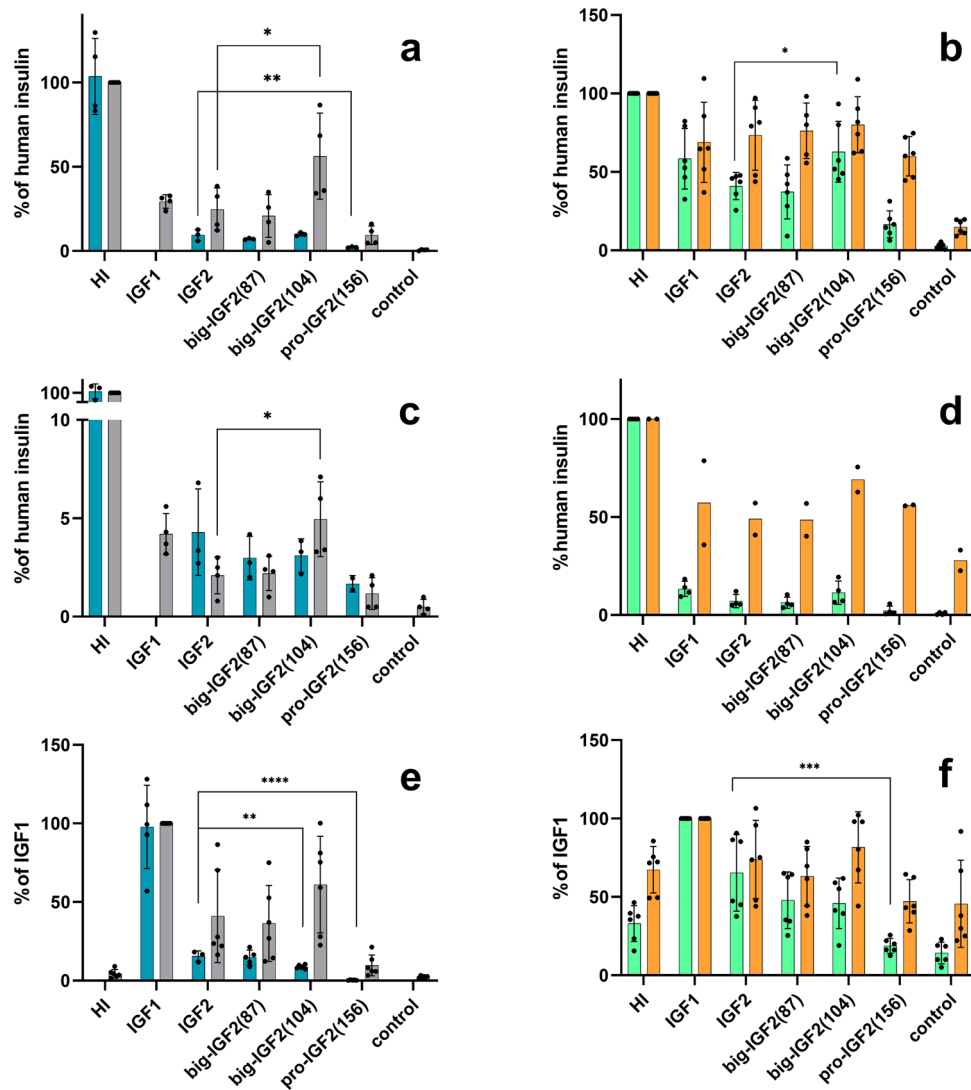 a
%of human insulin
100
50
0
*
**
HI
IGF1
IGF2
big-IGF2(87)
big-IGF2(104)
pro-IGF2(156)
control
b
%of human insulin
150
100
50
0
*
HI
IGF1
IGF2
big-IGF2(87)
big-IGF2(104)
pro-IGF2(156)
control
c
%of human insulin
100
10
5
0
*
HI
IGF1
IGF2
big-IGF2(87)
big-IGF2(104)
pro-IGF2(156)
control
d
% human insulin
100
50
0
HI
IGF1
IGF2
big-IGF2(87)
big-IGF2(104)
pro-IGF2(156)
control
e
%of IGF1
150
100
50
0
****
**
HI
IGF1
IGF2
big-IGF2(87)
big-IGF2(104)
pro-IGF2(156)
control
f
%of IGF1
150
100
50
0
***
HI
IGF1
IGF2
big-IGF2(87)
big-IGF2(104)
pro-IGF2(156)
control